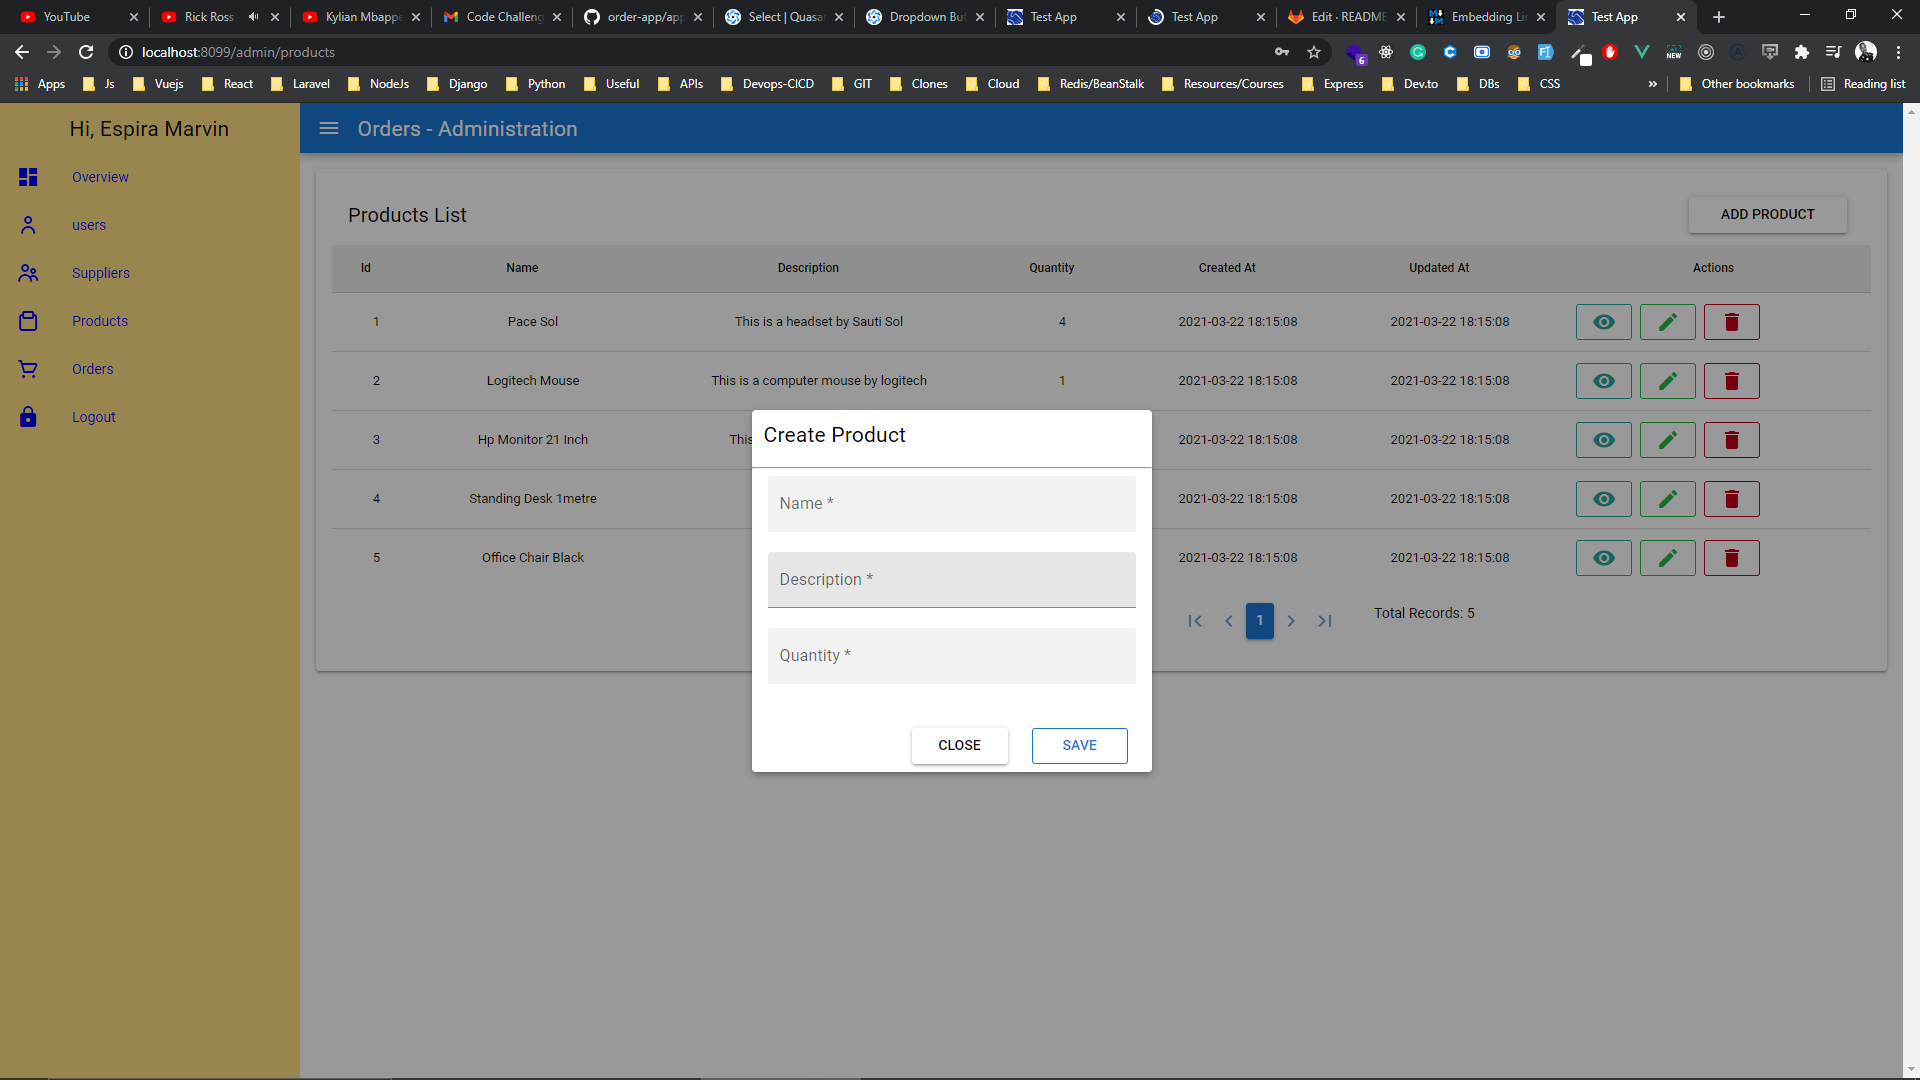 YouTube Rick Ross Kylian Mbappe Code Challeng order-app/app Select | Quasar Dropdown But Test App Test App Edit · README Embedding Li Test App
localhost:8099/admin/products
6 NEW
Apps Js Vuejs React Laravel NodeJs Django Python Useful APIs Devops-CICD GIT Clones Cloud Redis/BeanStalk Resources/Courses Express Dev.to DBs CSS » Other bookmarks Reading list
Hi, Espira Marvin
Overview
users
Suppliers
Products
Orders
Logout
Orders - Administration
Products List
ADD PRODUCT
Id Name Description Quantity Created At Updated At Actions
1 Pace Sol This is a headset by Sauti Sol 4 2021-03-22 18:15:08 2021-03-22 18:15:08
2 Logitech Mouse This is a computer mouse by logitech 1 2021-03-22 18:15:08 2021-03-22 18:15:08
3 Hp Monitor 21 Inch This 2021-03-22 18:15:08 2021-03-22 18:15:08
4 Standing Desk 1metre 2021-03-22 18:15:08 2021-03-22 18:15:08
5 Office Chair Black 2021-03-22 18:15:08 2021-03-22 18:15:08
1 Total Records: 5
Create Product
Name *
Description *
Quantity *
CLOSE SAVE